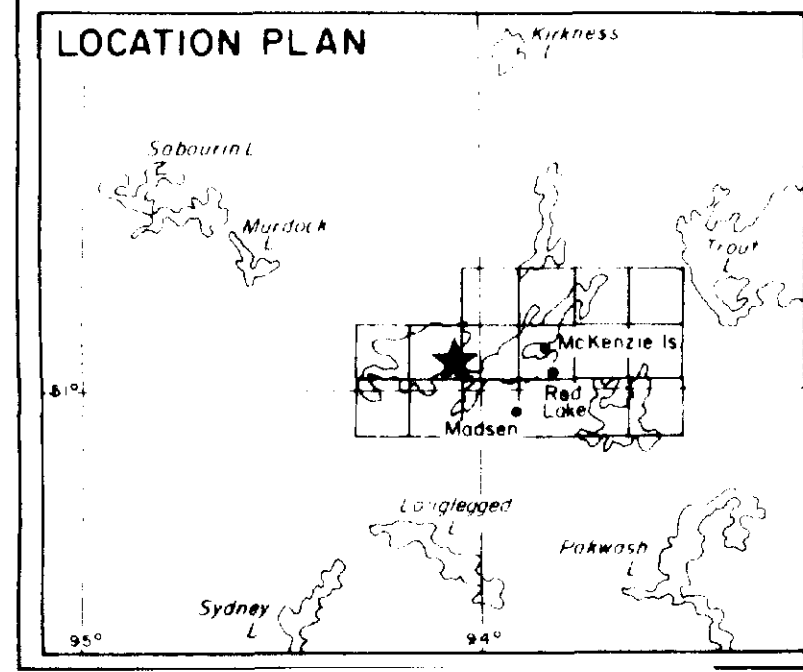 LOCATION PLAN
Kirkness
L
Sabourin L
Murdock
L
Trout
L
McKenzie Is.
51°
Red
Lake
Madsen
Longlegged
L
Pakwash
L
Sydney
L
95°
94°